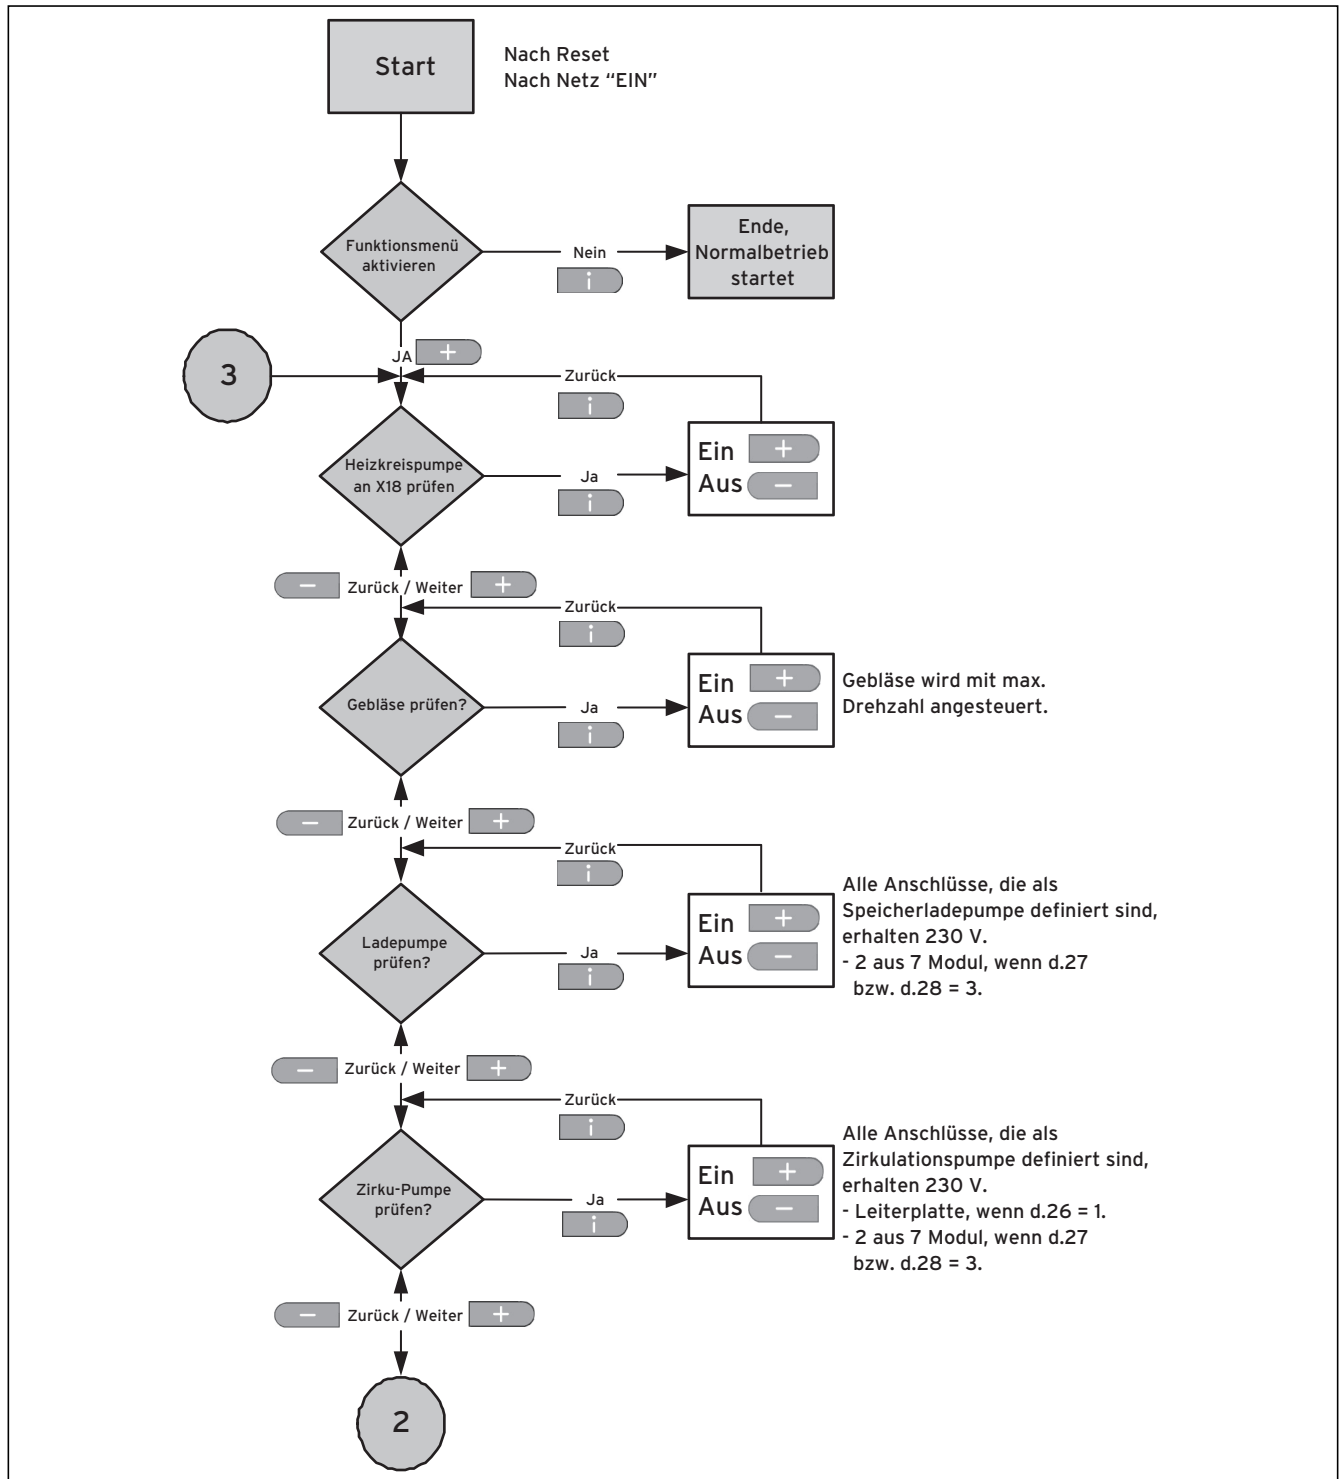 Start
Nach Reset
Nach Netz “EIN”
Funktionsmenü
aktivieren
Nein
i
Ende,
Normalbetrieb
startet
JA +
3
Zurück
i
Heizkreispumpe
an X18 prüfen
Ja
i
Ein +
Aus −
− Zurück / Weiter +
Zurück
i
Gebläse prüfen?
Ja
i
Ein +
Aus −
Gebläse wird mit max.
Drehzahl angesteuert.
− Zurück / Weiter +
Zurück
i
Ladepumpe
prüfen?
Ja
i
Ein +
Aus −
Alle Anschlüsse, die als
Speicherladepumpe definiert sind,
erhalten 230 V.
- 2 aus 7 Modul, wenn d.27
bzw. d.28 = 3.
− Zurück / Weiter +
Zurück
i
Zirku-Pumpe
prüfen?
Ja
i
Ein +
Aus −
Alle Anschlüsse, die als
Zirkulationspumpe definiert sind,
erhalten 230 V.
- Leiterplatte, wenn d.26 = 1.
- 2 aus 7 Modul, wenn d.27
bzw. d.28 = 3.
− Zurück / Weiter +
2